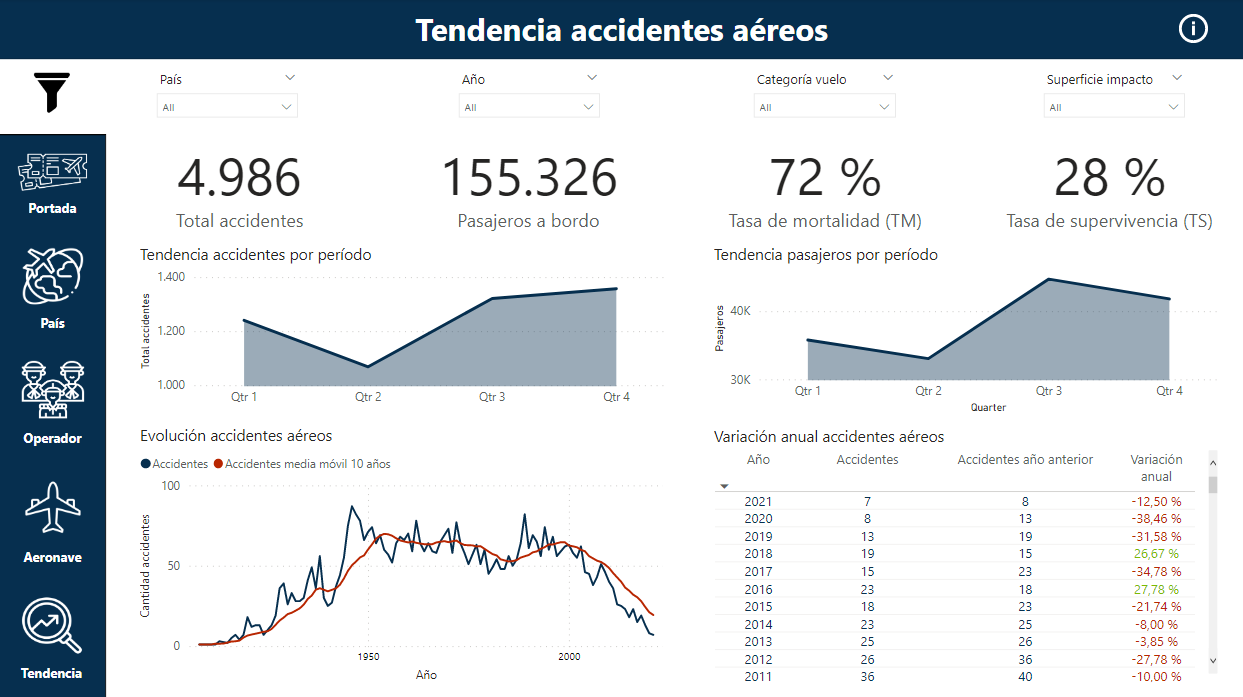 Tendencia accidentes aéreos
País
All
Año
All
Categoría vuelo
All
Superficie impacto
All
Portada
País
Operador
Aeronave
Tendencia
4.986
Total accidentes
155.326
Pasajeros a bordo
72 %
Tasa de mortalidad (TM)
28 %
Tasa de supervivencia (TS)
Tendencia accidentes por período
Total accidentes
1.400
1.200
1.000
Qtr 1 Qtr 2 Qtr 3 Qtr 4
Tendencia pasajeros por período
Pasajeros
40K
30K
Qtr 1 Qtr 2 Qtr 3 Qtr 4
Quarter
Evolución accidentes aéreos
Accidentes Accidentes media móvil 10 años
Cantidad accidentes
100
50
0
1950 2000
Año
Variación anual accidentes aéreos
Año Accidentes Accidentes año anterior Variación anual
2021 7 8 -12,50 %
2020 8 13 -38,46 %
2019 13 19 -31,58 %
2018 19 15 26,67 %
2017 15 23 -34,78 %
2016 23 18 27,78 %
2015 18 23 -21,74 %
2014 23 25 -8,00 %
2013 25 26 -3,85 %
2012 26 36 -27,78 %
2011 36 40 -10,00 %